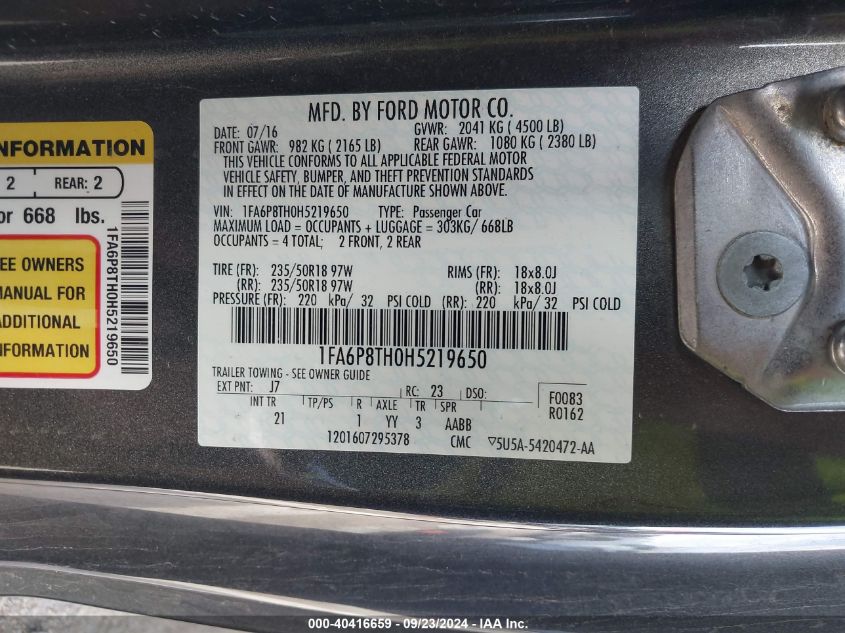 NFORMATION
2 REAR: 2
or 668 lbs.
EE OWNERS
MANUAL FOR
ADDITIONAL
NFORMATION
1FA6P8TH0H5219650
MFD. BY FORD MOTOR CO.
DATE: 07/16 GVWR: 2041 KG ( 4500 LB)
FRONT GAWR: 982 KG ( 2165 LB) REAR GAWR: 1080 KG ( 2380 LB)
THIS VEHICLE CONFORMS TO ALL APPLICABLE FEDERAL MOTOR
VEHICLE SAFETY, BUMPER, AND THEFT PREVENTION STANDARDS
IN EFFECT ON THE DATE OF MANUFACTURE SHOWN ABOVE.
VIN: 1FA6P8TH0H5219650 TYPE: Passenger Car
MAXIMUM LOAD = OCCUPANTS + LUGGAGE = 303KG/ 668LB
OCCUPANTS = 4 TOTAL; 2 FRONT, 2 REAR
TIRE (FR): 235/50R18 97W RIMS (FR): 18x8.0J
(RR): 235/50R18 97W (RR): 18x8.0J
PRESSURE (FR): 220 kPa/ 32 PSI COLD (RR): 220 kPa/ 32 PSI COLD
1FA6P8TH0H5219650
TRAILER TOWING - SEE OWNER GUIDE
EXT PNT: J7 RC: 23 DSO: F0083
INT TR TP/PS R AXLE TR SPR R0162
21 1 YY 3 AABB
1201607295378 CMC ▽5U5A-5420472-AA
000-40416659 - 09/23/2024 - IAA Inc.